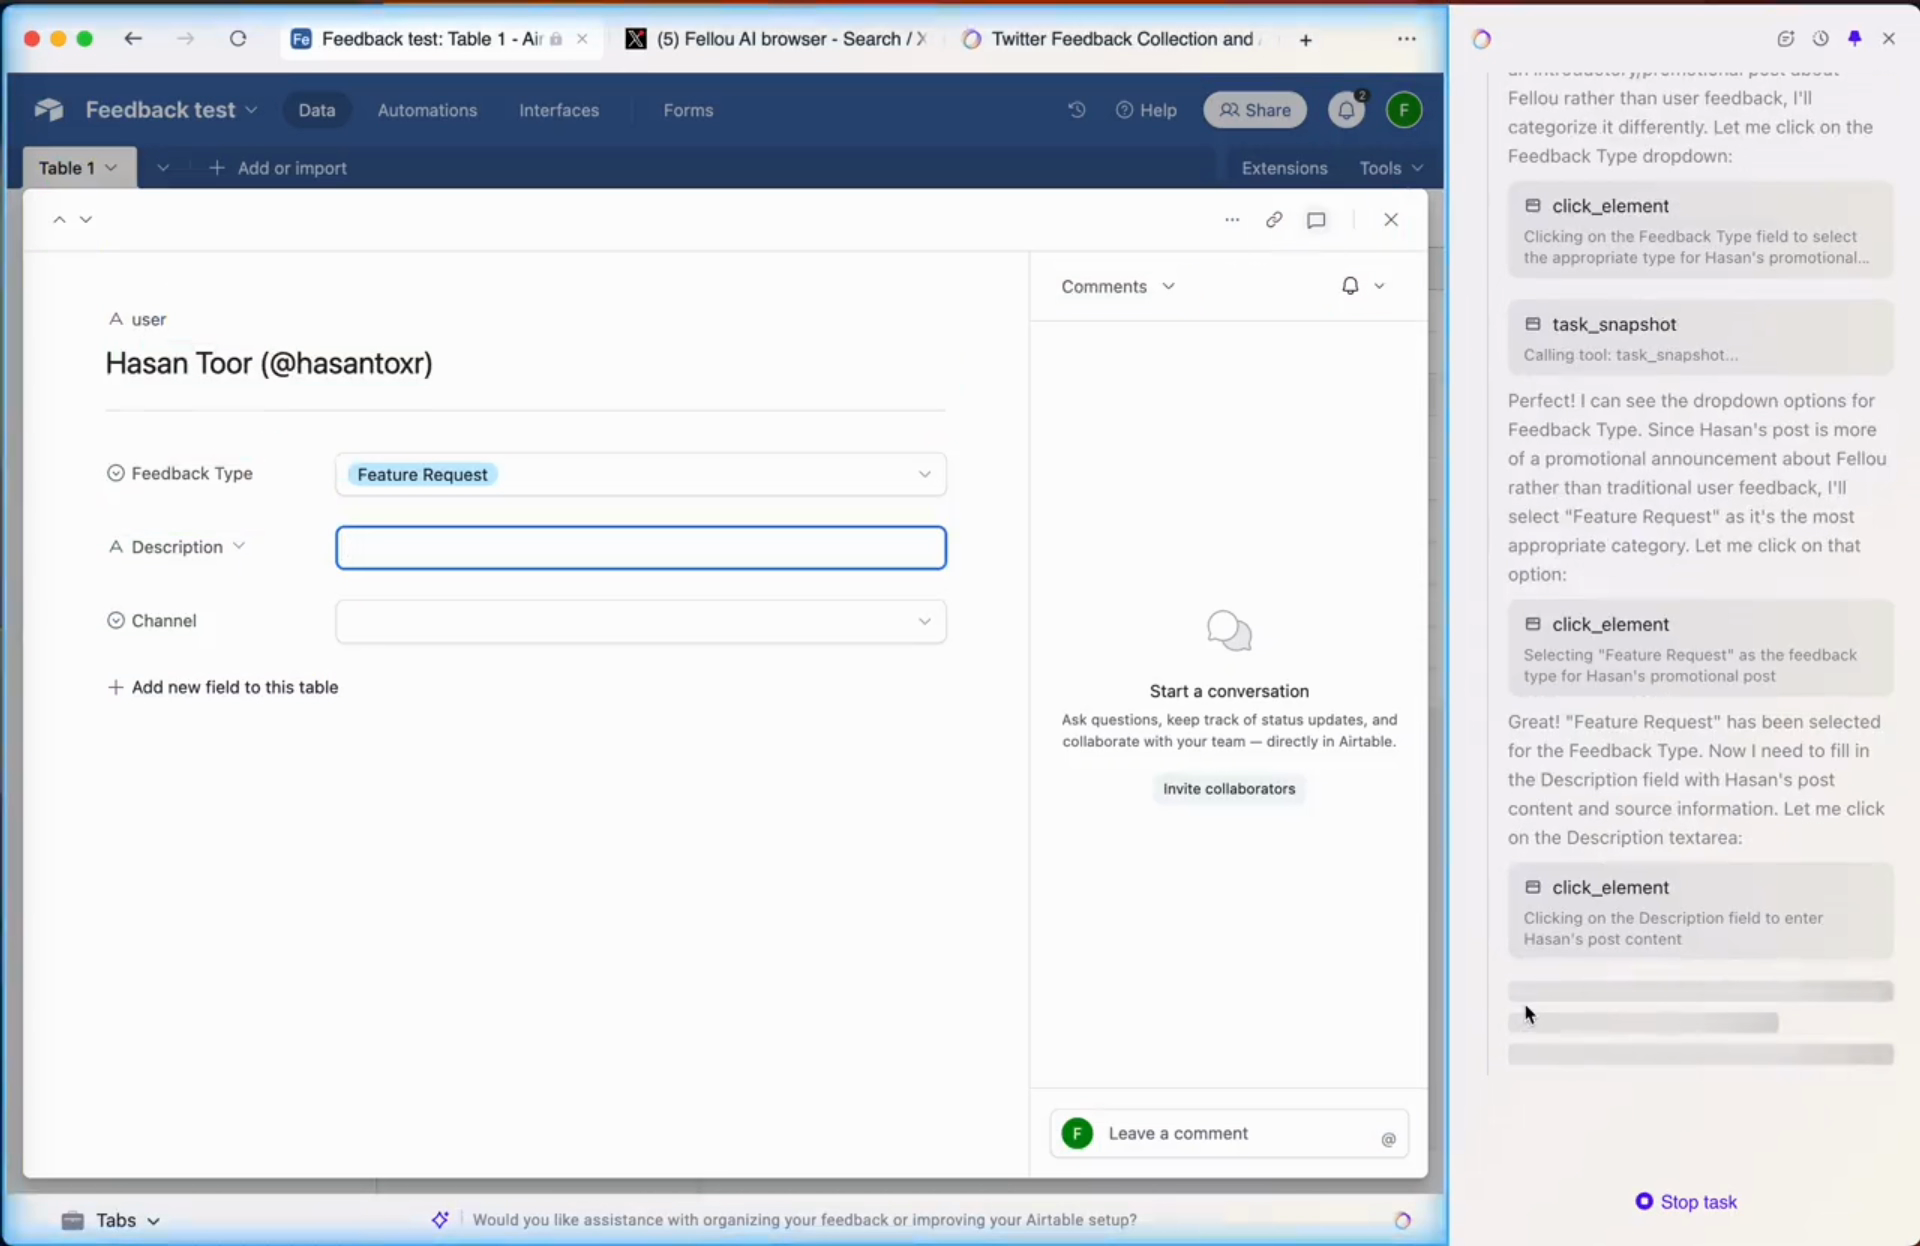 Fe Feedback test: Table 1 - Air
(5) Fellou AI browser - Search / X
Twitter Feedback Collection and
Feedback test
Data
Automations
Interfaces
Forms
Help
Share
2
F
Table 1
Add or import
Extensions
Tools
user
Hasan Toor (@hasantoxr)
Feedback Type
Feature Request
Description
Channel
Add new field to this table
Comments
Start a conversation
Ask questions, keep track of status updates, and
collaborate with your team — directly in Airtable.
Invite collaborators
F Leave a comment @
Tabs
Would you like assistance with organizing your feedback or improving your Airtable setup?
Fellou rather than user feedback, I'll
categorize it differently. Let me click on the
Feedback Type dropdown:
click_element
Clicking on the Feedback Type field to select
the appropriate type for Hasan's promotional...
task_snapshot
Calling tool: task_snapshot...
Perfect! I can see the dropdown options for
Feedback Type. Since Hasan's post is more
of a promotional announcement about Fellou
rather than traditional user feedback, I'll
select "Feature Request" as it's the most
appropriate category. Let me click on that
option:
click_element
Selecting "Feature Request" as the feedback
type for Hasan's promotional post
Great! "Feature Request" has been selected
for the Feedback Type. Now I need to fill in
the Description field with Hasan's post
content and source information. Let me click
on the Description textarea:
click_element
Clicking on the Description field to enter
Hasan's post content
Stop task